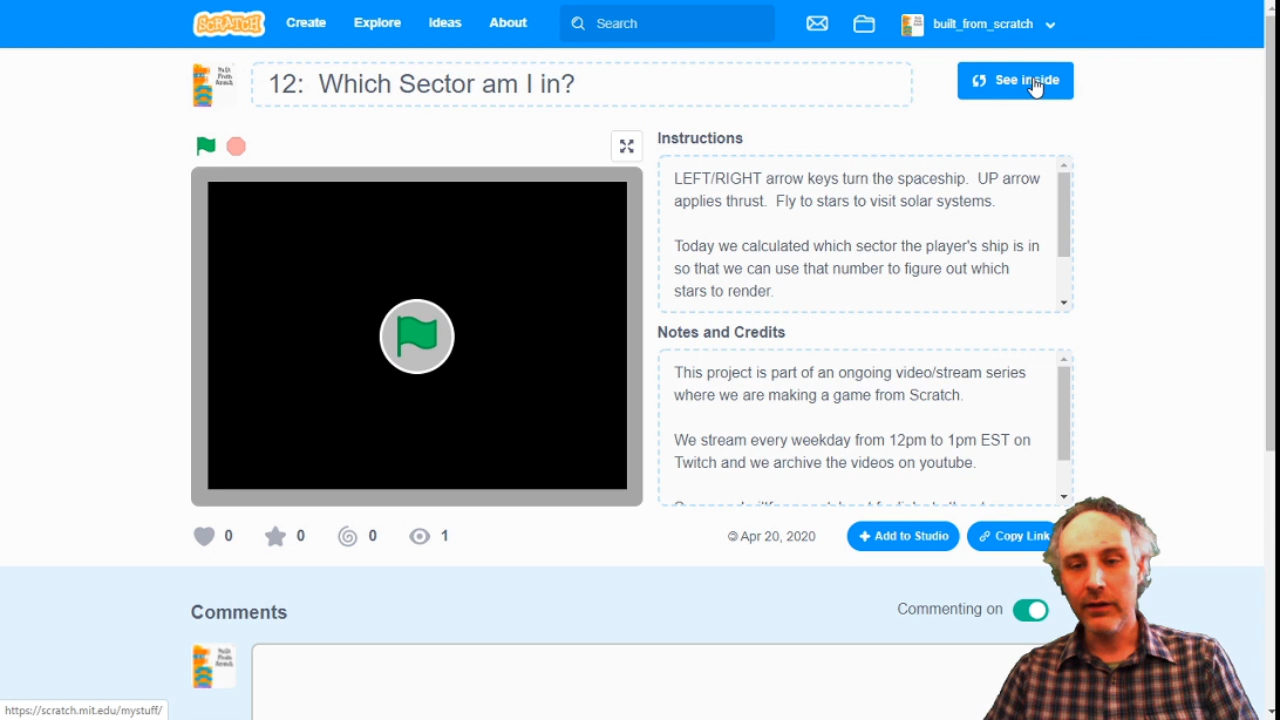 SCRATCH
Create
Explore
Ideas
About
Search
built_from_scratch
12: Which Sector am I in?
See inside
Instructions
LEFT/RIGHT arrow keys turn the spaceship. UP arrow
applies thrust. Fly to stars to visit solar systems.
Today we calculated which sector the player's ship is in
so that we can use that number to figure out which
stars to render.
Notes and Credits
This project is part of an ongoing video/stream series
where we are making a game from Scratch.
We stream every weekday from 12pm to 1pm EST on
Twitch and we archive the videos on youtube.
0
0
0
1
© Apr 20, 2020
Add to Studio
Copy Link
Comments
Commenting on
https://scratch.mit.edu/mystuff/